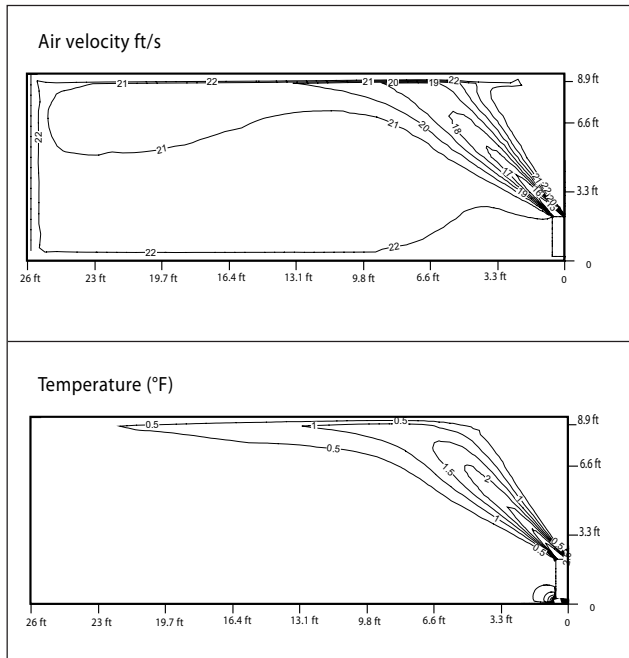 Air velocity ft/s
21 22 21 20 19 22
8.9 ft
22
6.6 ft
21
20
18
21
17
3.3 ft
19
22
22
0
26 ft 23 ft 19.7 ft 16.4 ft 13.1 ft 9.8 ft 6.6 ft 3.3 ft 0
Temperature (°F)
0.5 1 0.5
8.9 ft
0.5
6.6 ft
1.5 2
1
1
3.3 ft
0.5
0
26 ft 23 ft 19.7 ft 16.4 ft 13.1 ft 9.8 ft 6.6 ft 3.3 ft 0